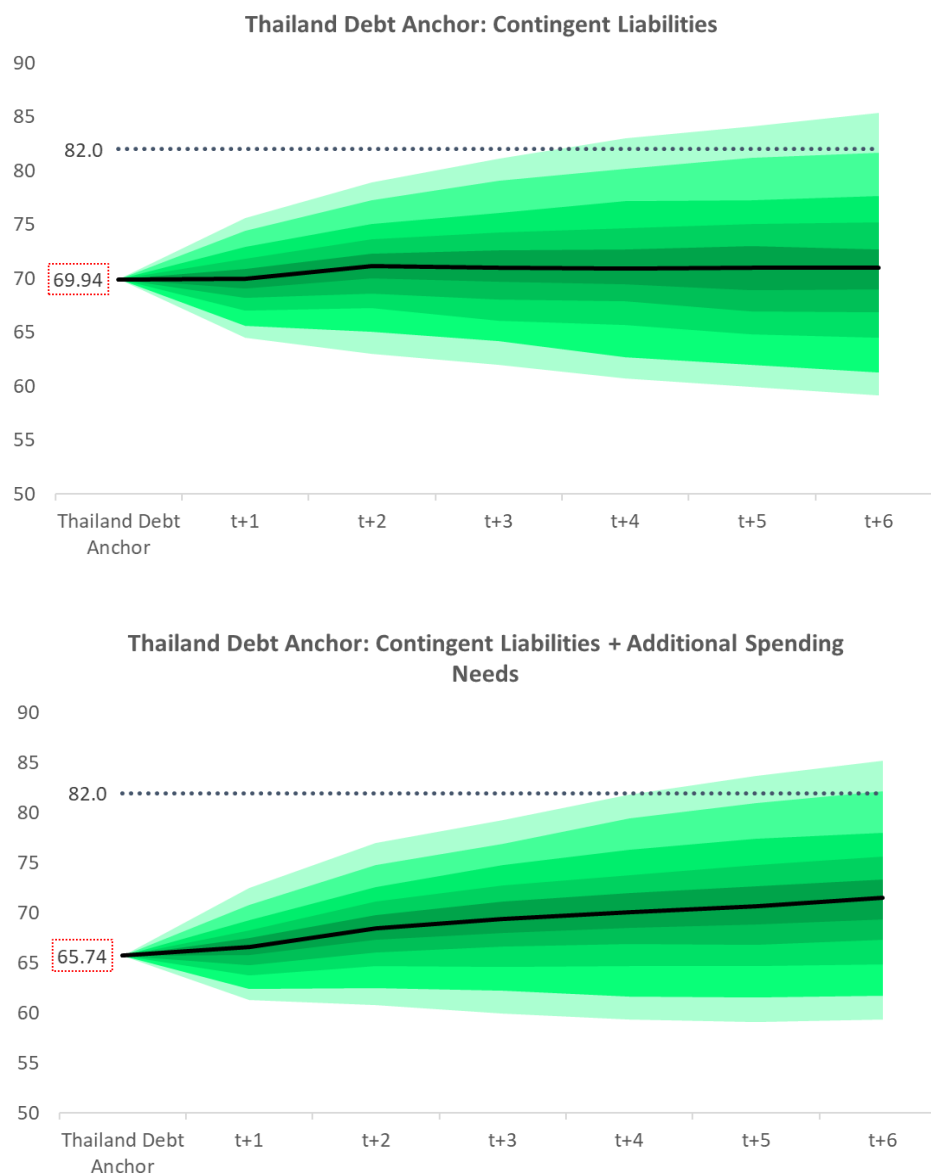 Thailand Debt Anchor: Contingent Liabilities
90
85
82.0
80
75
70
69.94
65
60
55
50
Thailand Debt
Anchor
t+1
t+2
t+3
t+4
t+5
t+6
Thailand Debt Anchor: Contingent Liabilities + Additional Spending
Needs
90
85
82.0
80
75
70
65.74
65
60
55
50
Thailand Debt
Anchor
t+1
t+2
t+3
t+4
t+5
t+6